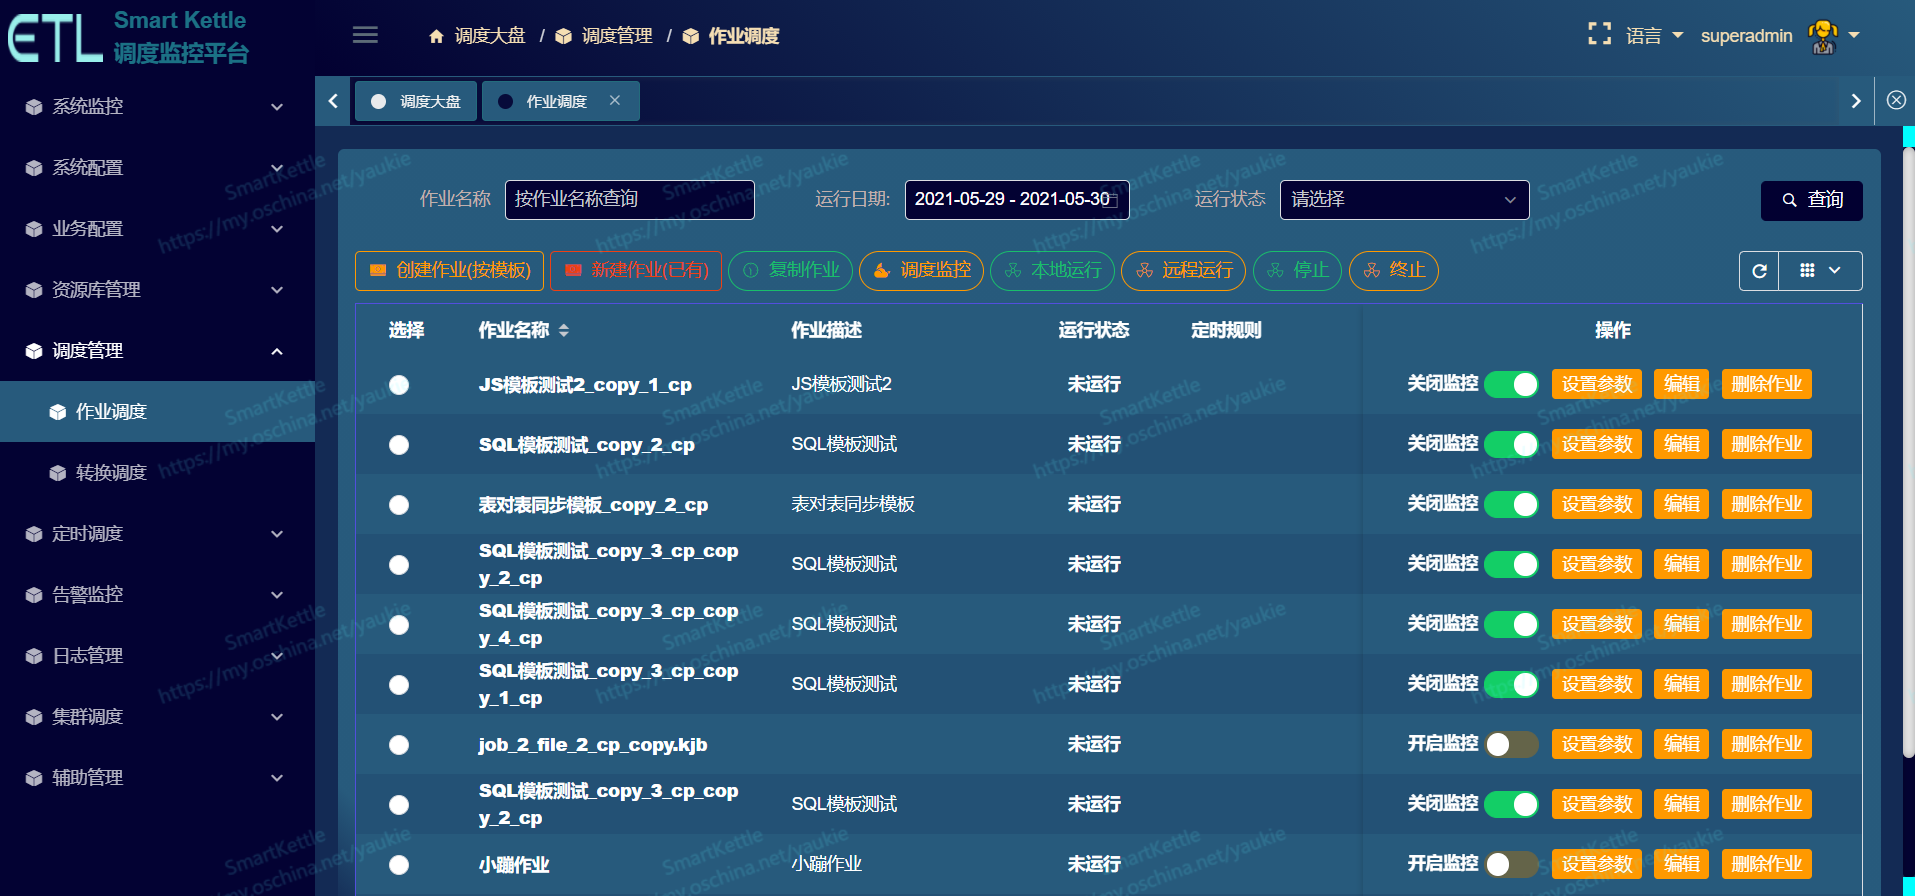 ETL
Smart Kettle
调度监控平台
调度大盘 / 调度管理 / 作业调度
语言 superadmin
系统监控
系统配置
业务配置
资源库管理
调度管理
作业调度
转换调度
定时调度
告警监控
日志管理
集群调度
辅助管理
调度大盘 作业调度
作业名称 按作业名称查询 运行日期: 2021-05-29 - 2021-05-30 运行状态 请选择 查询
创建作业(按模板) 新建作业(已有) 复制作业 调度监控 本地运行 远程运行 停止 终止
选择 作业名称 作业描述 运行状态 定时规则 操作
JS模板测试2_copy_1_cp JS模板测试2 未运行 关闭监控 设置参数 编辑 删除作业
SQL模板测试_copy_2_cp SQL模板测试 未运行 关闭监控 设置参数 编辑 删除作业
表对表同步模板_copy_2_cp 表对表同步模板 未运行 关闭监控 设置参数 编辑 删除作业
SQL模板测试_copy_3_cp_cop
y_2_cp SQL模板测试 未运行 关闭监控 设置参数 编辑 删除作业
SQL模板测试_copy_3_cp_cop
y_4_cp SQL模板测试 未运行 关闭监控 设置参数 编辑 删除作业
SQL模板测试_copy_3_cp_cop
y_1_cp SQL模板测试 未运行 关闭监控 设置参数 编辑 删除作业
job_2_file_2_cp_copy.kjb 未运行 开启监控 设置参数 编辑 删除作业
SQL模板测试_copy_3_cp_cop
y_2_cp SQL模板测试 未运行 关闭监控 设置参数 编辑 删除作业
小蹦作业 小蹦作业 未运行 开启监控 设置参数 编辑 删除作业
SmartKettle
https://my.oschina.net/yaukie